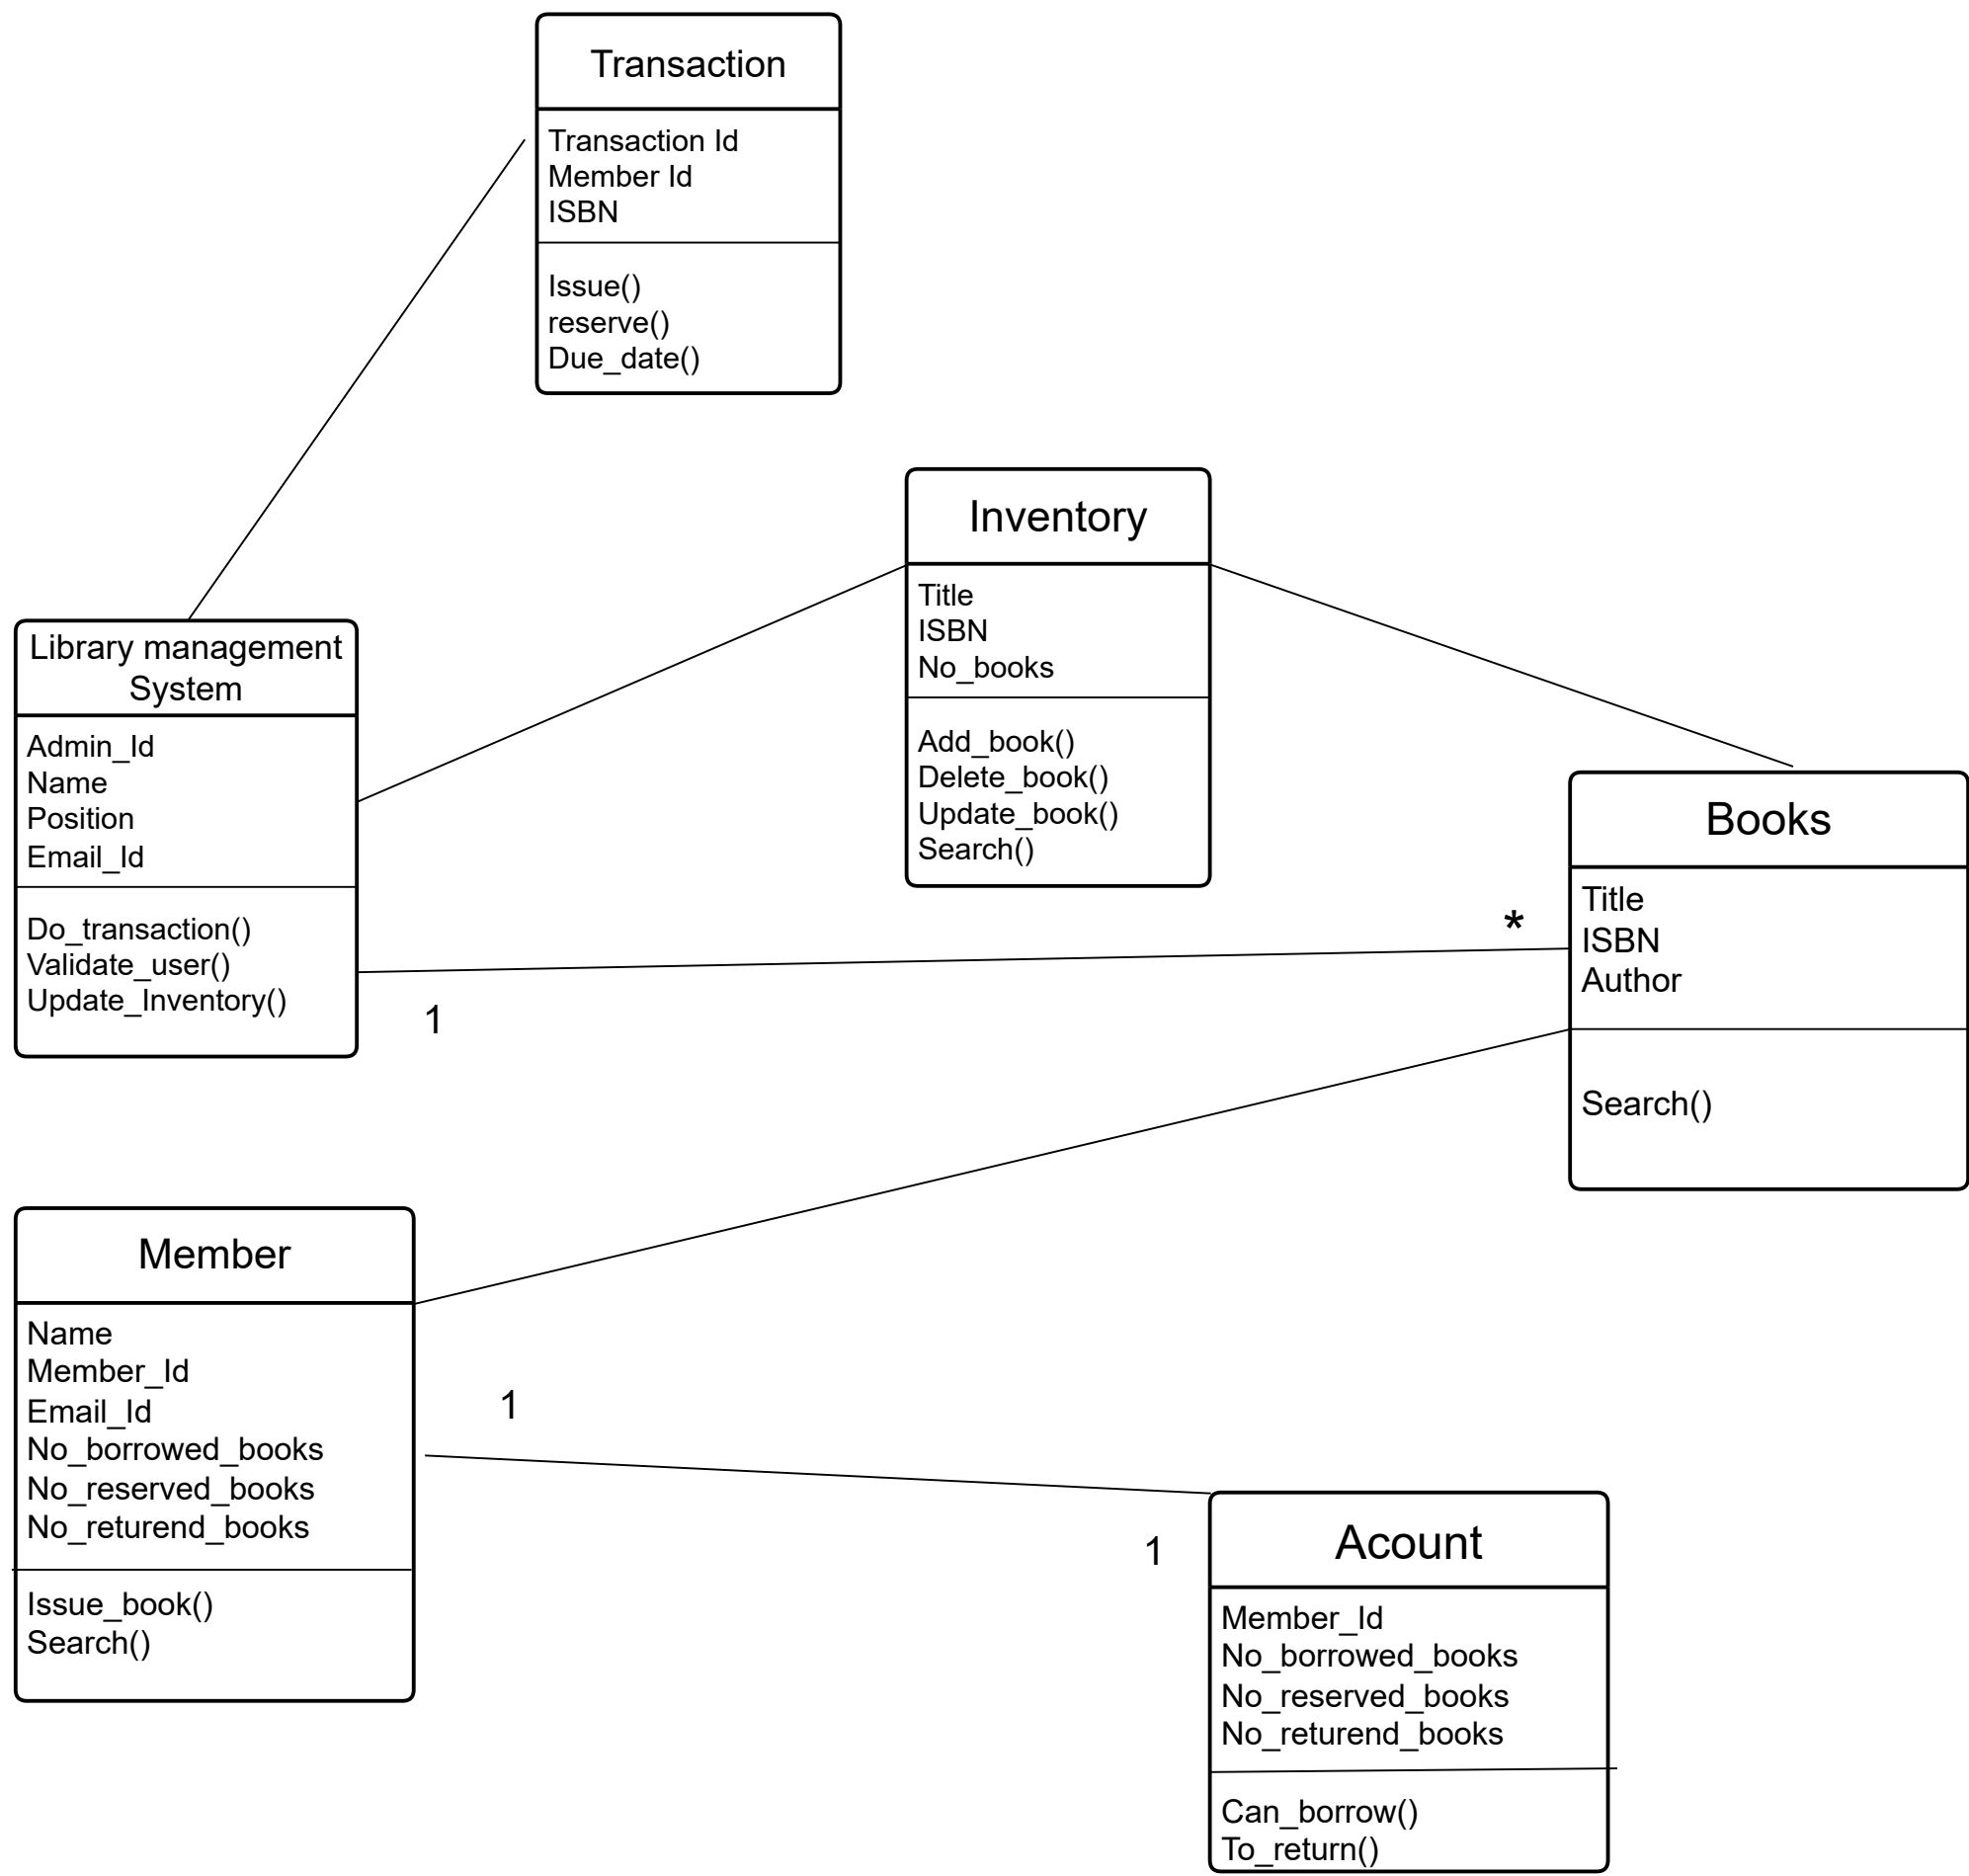 Transaction
Transaction Id
Member Id
ISBN
Issue()
reserve()
Due_date()
Inventory
Title
ISBN
No_books
Add_book()
Delete_book()
Update_book()
Search()
Library management
System
Admin_Id
Name
Position
Email_Id
Do_transaction()
Validate_user()
Update_Inventory()
1
*
Books
Title
ISBN
Author
Search()
Member
Name
Member_Id
Email_Id
No_borrowed_books
No_reserved_books
No_returend_books
Issue_book()
Search()
1
1
Acount
Member_Id
No_borrowed_books
No_reserved_books
No_returend_books
Can_borrow()
To_return()